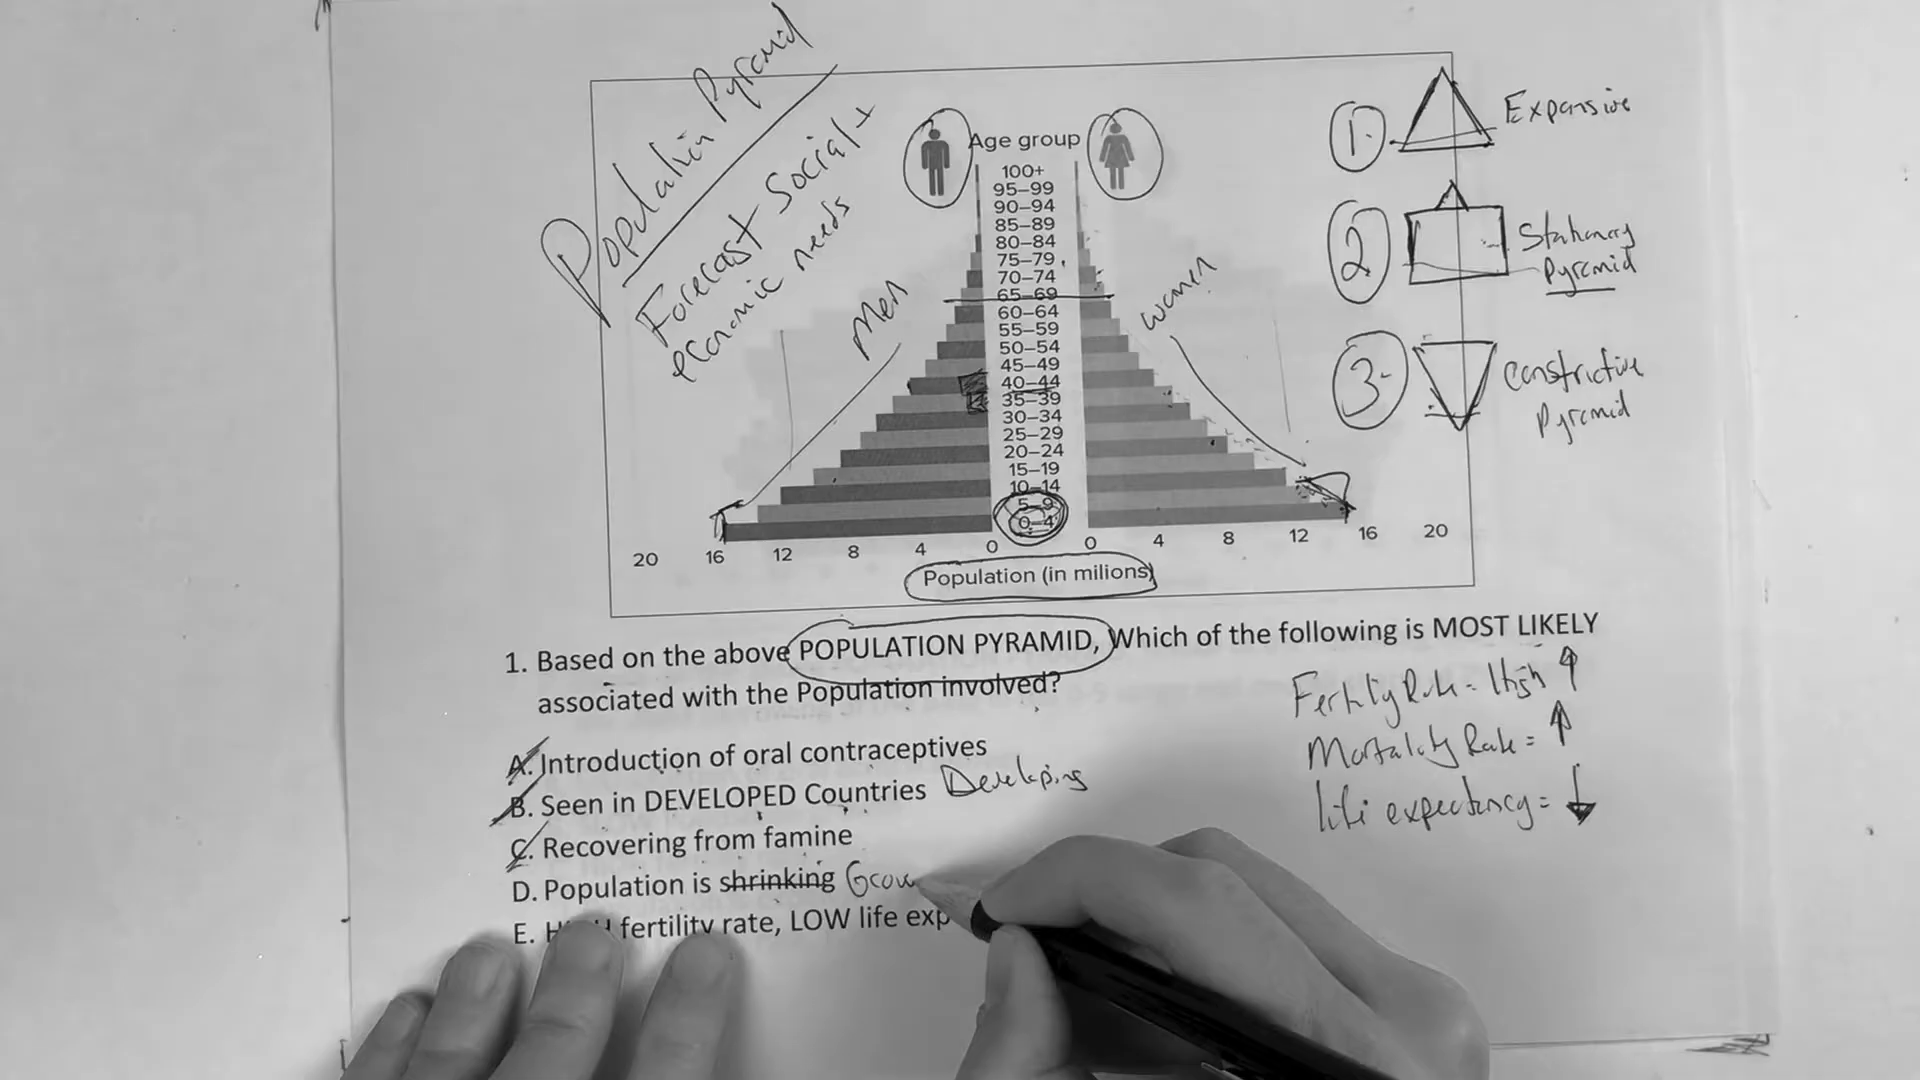 Population Pyramid
Forecast Social +
economic needs
Men
Women
Age group
100+
95–99
90–94
85–89
80–84
75–79
70–74
65–69
60–64
55–59
50–54
45–49
40–44
35–39
30–34
25–29
20–24
15–19
10–14
5–9
0–4
20 16 12 8 4 0 0 4 8 12 16 20
Population (in milions)
1. Expansive
2. Stationary
Pyramid
3. Constrictive
Pyramid
1. Based on the above POPULATION PYRAMID, Which of the following is MOST LIKELY
associated with the Population involved?
A. Introduction of oral contraceptives
B. Seen in DEVELOPED Countries Developing
C. Recovering from famine
D. Population is shrinking Grow
E. fertility rate, LOW life exp
Fertility Rate = High ↑
Mortality Rate = ↑
life expectancy = ↓